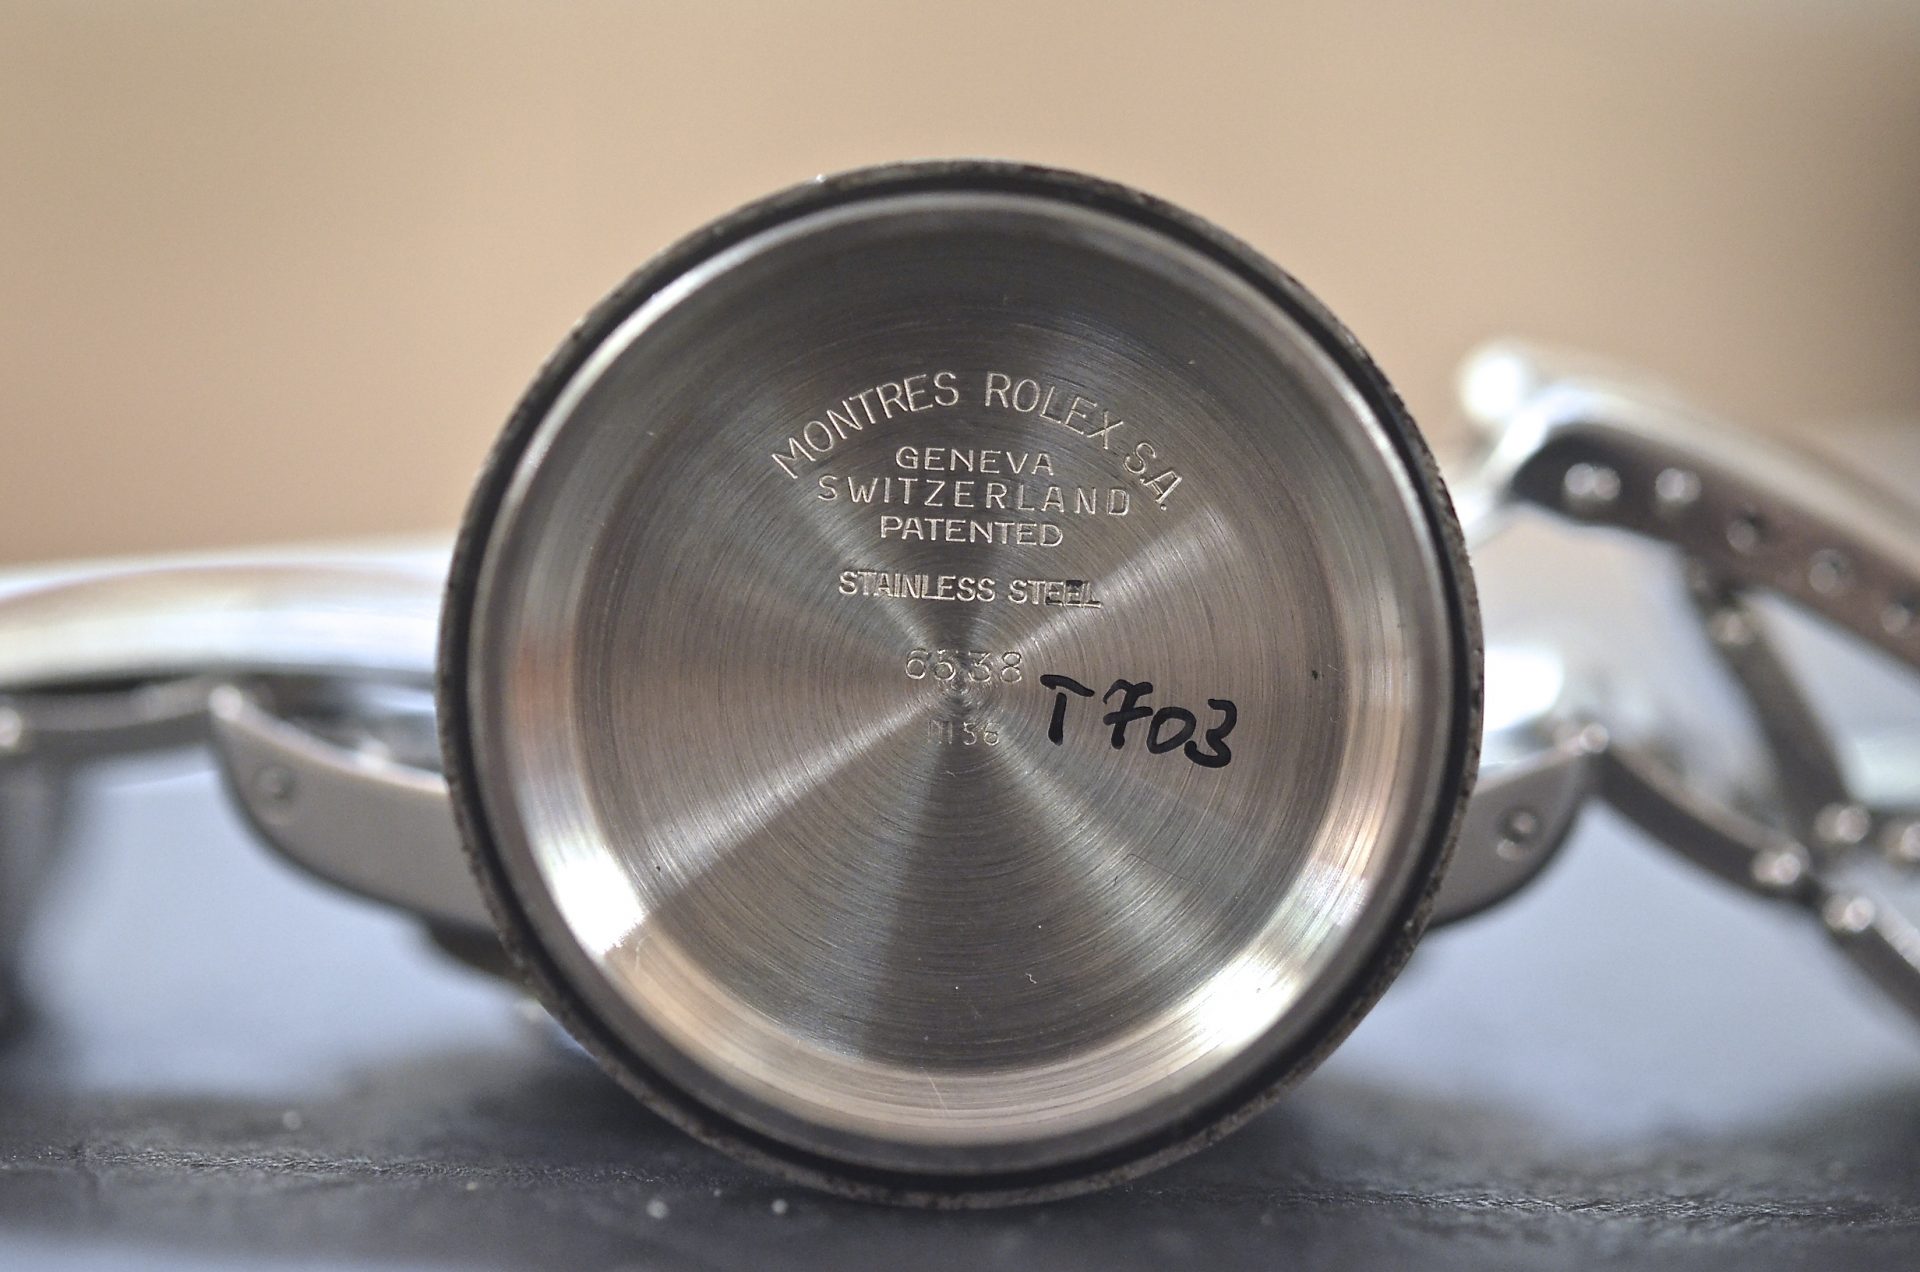 MONTRES ROLEX. S.A.
GENEVA
SWITZERLAND
PATENTED
STAINLESS STEEL
6538
T703